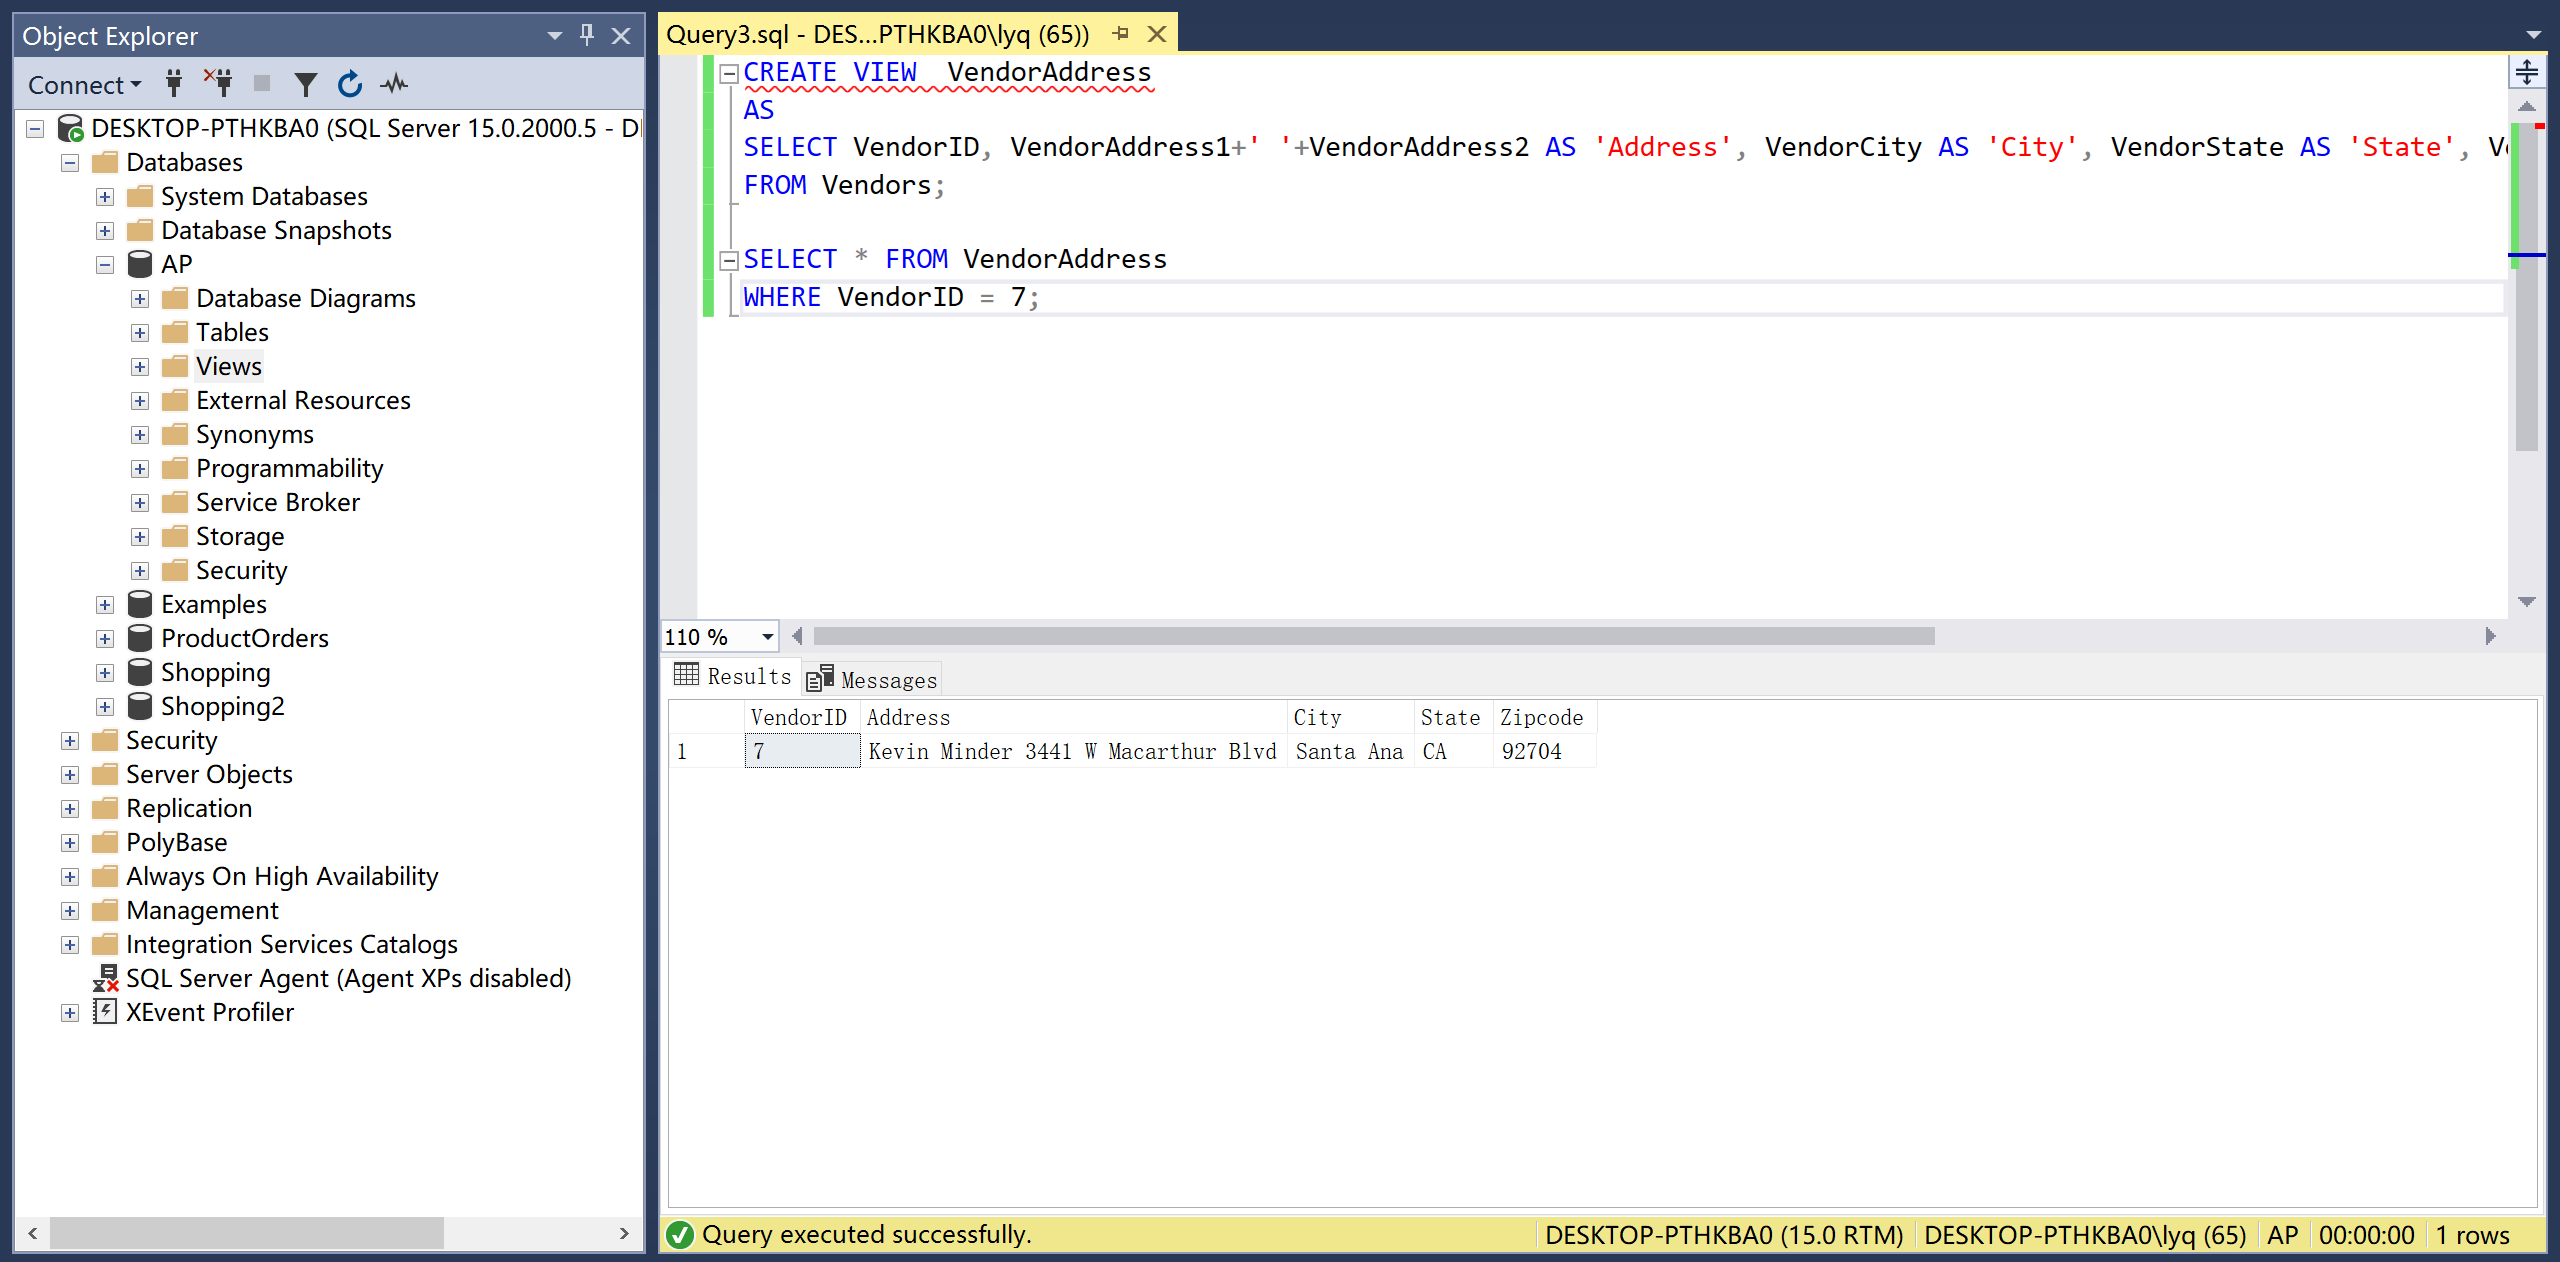 Object Explorer
Connect
DESKTOP-PTHKBA0 (SQL Server 15.0.2000.5 - D
Databases
System Databases
Database Snapshots
AP
Database Diagrams
Tables
Views
External Resources
Synonyms
Programmability
Service Broker
Storage
Security
Examples
ProductOrders
Shopping
Shopping2
Security
Server Objects
Replication
PolyBase
Always On High Availability
Management
Integration Services Catalogs
SQL Server Agent (Agent XPs disabled)
XEvent Profiler
Query3.sql - DES...PTHKBA0\lyq (65))
CREATE VIEW  VendorAddress
AS
SELECT VendorID, VendorAddress1+' '+VendorAddress2 AS 'Address', VendorCity AS 'City', VendorState AS 'State', V
FROM Vendors;
SELECT * FROM VendorAddress
WHERE VendorID = 7;
110 %
Results Messages
VendorID Address City State Zipcode
1 7 Kevin Minder 3441 W Macarthur Blvd Santa Ana CA 92704
Query executed successfully. DESKTOP-PTHKBA0 (15.0 RTM) DESKTOP-PTHKBA0\lyq (65) AP 00:00:00 1 rows